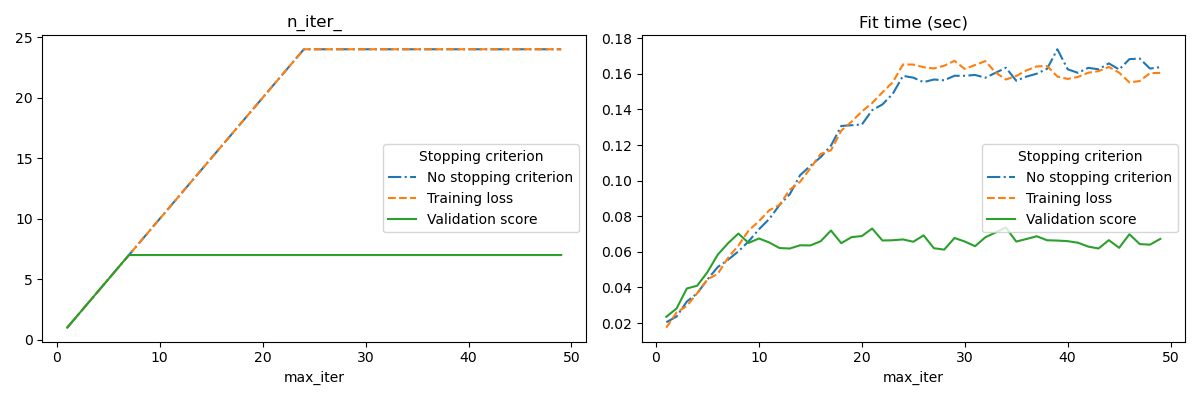 n_iter_
25
20
15
10
5
0
Stopping criterion
No stopping criterion
Training loss
Validation score
0 10 20 30 40 50
max_iter
Fit time (sec)
0.18
0.16
0.14
0.12
0.10
0.08
0.06
0.04
0.02
Stopping criterion
No stopping criterion
Training loss
Validation score
0 10 20 30 40 50
max_iter